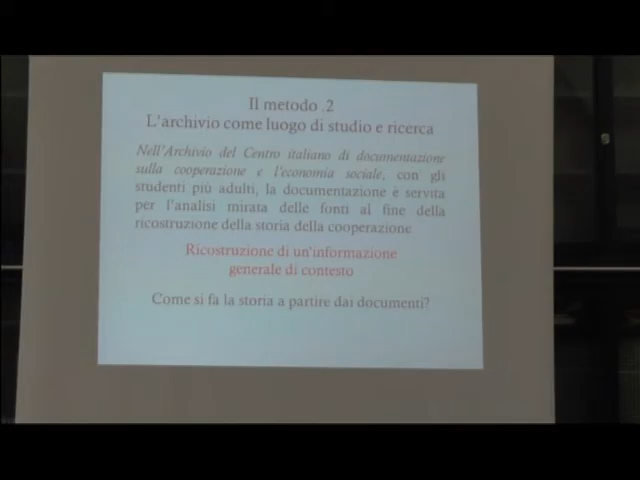 Il metodo .2
L'archivio come luogo di studio e ricerca
Nell'Archivio del Centro italiano di documentazione
sulla cooperazione e l'economia sociale, con gli
studenti più adulti, la documentazione è servita
per l'analisi mirata delle fonti al fine della
ricostruzione della storia della cooperazione
Ricostruzione di un'informazione
generale di contesto
Come si fa la storia a partire dai documenti?